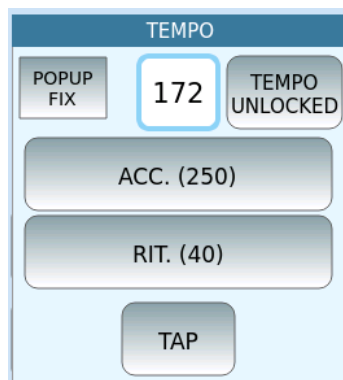 TEMPO
POPUP
FIX
172
TEMPO
UNLOCKED
ACC. (250)
RIT. (40)
TAP